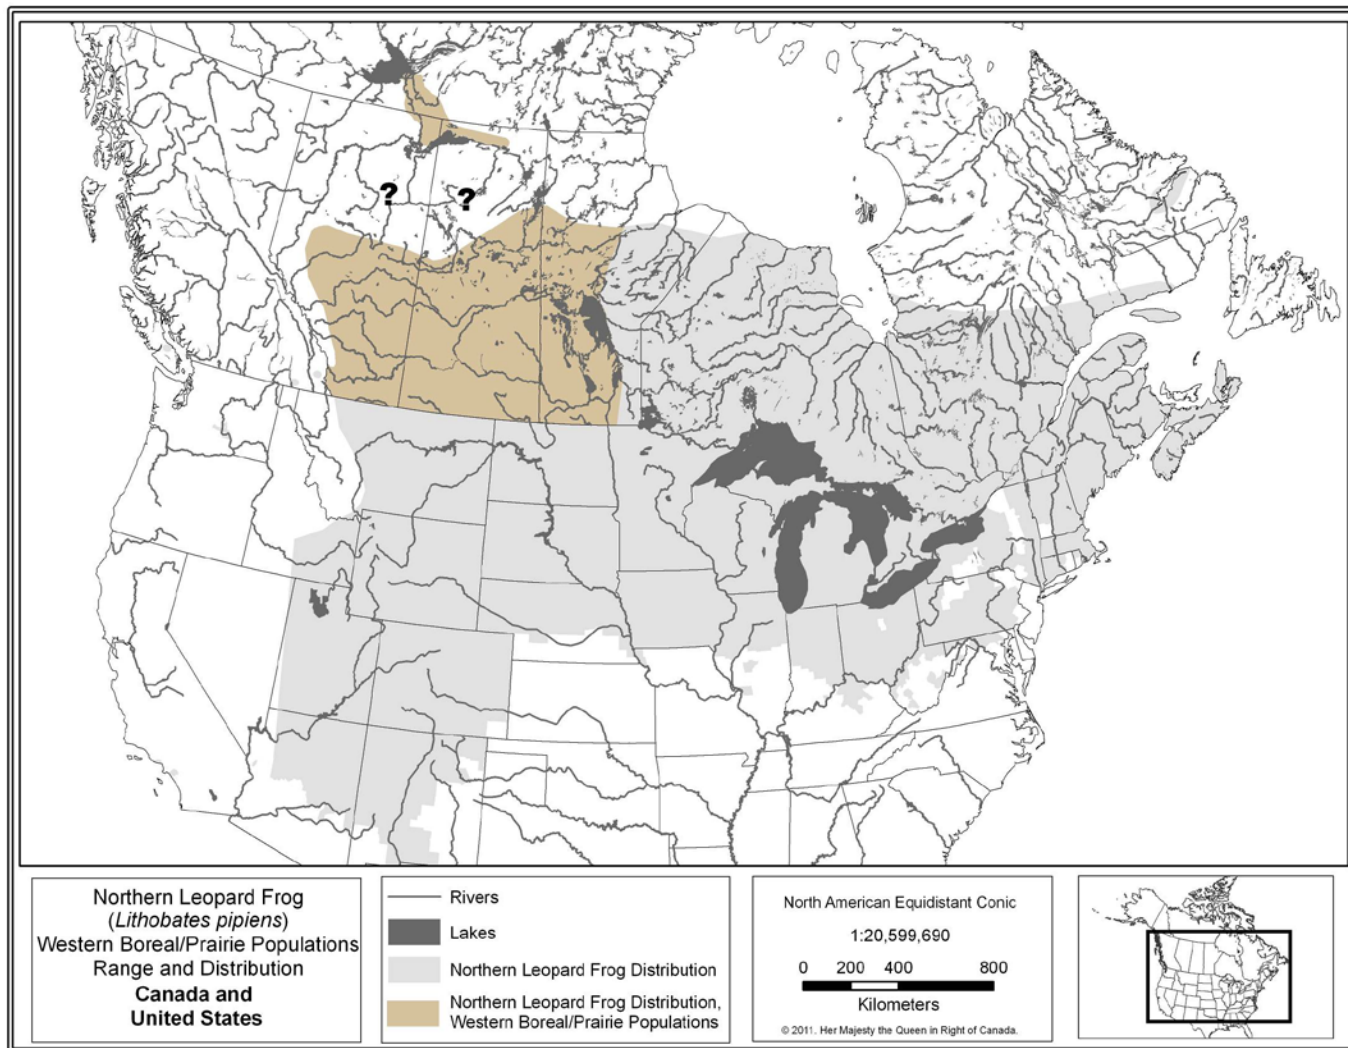 ?
?
Northern Leopard Frog
(Lithobates pipiens)
Western Boreal/Prairie Populations
Range and Distribution
Canada and
United States
Rivers
Lakes
Northern Leopard Frog Distribution
Northern Leopard Frog Distribution,
Western Boreal/Prairie Populations
North American Equidistant Conic
1:20,599,690
0 200 400 800
Kilometers
© 2011. Her Majesty the Queen in Right of Canada.